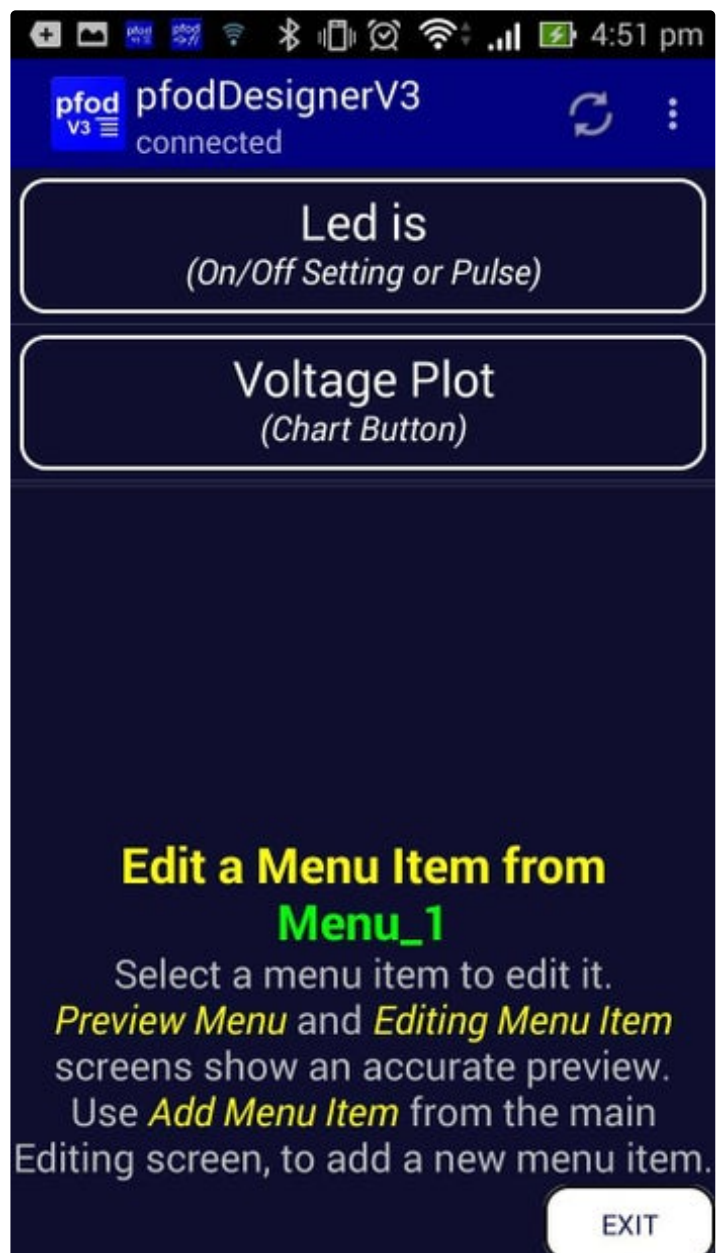 4:51 pm
pfod
V3
pfodDesignerV3
connected
Led is
(On/Off Setting or Pulse)
Voltage Plot
(Chart Button)
Edit a Menu Item from
Menu_1
Select a menu item to edit it.
Preview Menu and Editing Menu Item
screens show an accurate preview.
Use Add Menu Item from the main
Editing screen, to add a new menu item.
EXIT